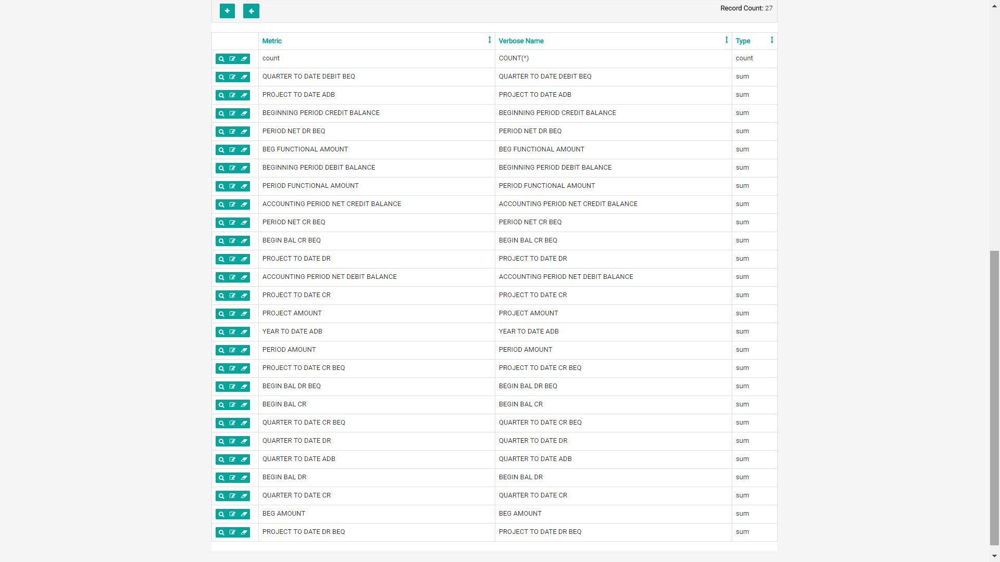 Record Count: 27
Metric Verbose Name Type
count COUNT(*) count
QUARTER TO DATE DEBIT BEQ QUARTER TO DATE DEBIT BEQ sum
PROJECT TO DATE ADB PROJECT TO DATE ADB sum
BEGINNING PERIOD CREDIT BALANCE BEGINNING PERIOD CREDIT BALANCE sum
PERIOD NET DR BEQ PERIOD NET DR BEQ sum
BEG FUNCTIONAL AMOUNT BEG FUNCTIONAL AMOUNT sum
BEGINNING PERIOD DEBIT BALANCE BEGINNING PERIOD DEBIT BALANCE sum
PERIOD FUNCTIONAL AMOUNT PERIOD FUNCTIONAL AMOUNT sum
ACCOUNTING PERIOD NET CREDIT BALANCE ACCOUNTING PERIOD NET CREDIT BALANCE sum
PERIOD NET CR BEQ PERIOD NET CR BEQ sum
BEGIN BAL CR BEQ BEGIN BAL CR BEQ sum
PROJECT TO DATE DR PROJECT TO DATE DR sum
ACCOUNTING PERIOD NET DEBIT BALANCE ACCOUNTING PERIOD NET DEBIT BALANCE sum
PROJECT TO DATE CR PROJECT TO DATE CR sum
PROJECT AMOUNT PROJECT AMOUNT sum
YEAR TO DATE ADB YEAR TO DATE ADB sum
PERIOD AMOUNT PERIOD AMOUNT sum
PROJECT TO DATE CR BEQ PROJECT TO DATE CR BEQ sum
BEGIN BAL DR BEQ BEGIN BAL DR BEQ sum
BEGIN BAL CR BEGIN BAL CR sum
QUARTER TO DATE CR BEQ QUARTER TO DATE CR BEQ sum
QUARTER TO DATE DR QUARTER TO DATE DR sum
QUARTER TO DATE ADB QUARTER TO DATE ADB sum
BEGIN BAL DR BEGIN BAL DR sum
QUARTER TO DATE CR QUARTER TO DATE CR sum
BEG AMOUNT BEG AMOUNT sum
PROJECT TO DATE DR BEQ PROJECT TO DATE DR BEQ sum